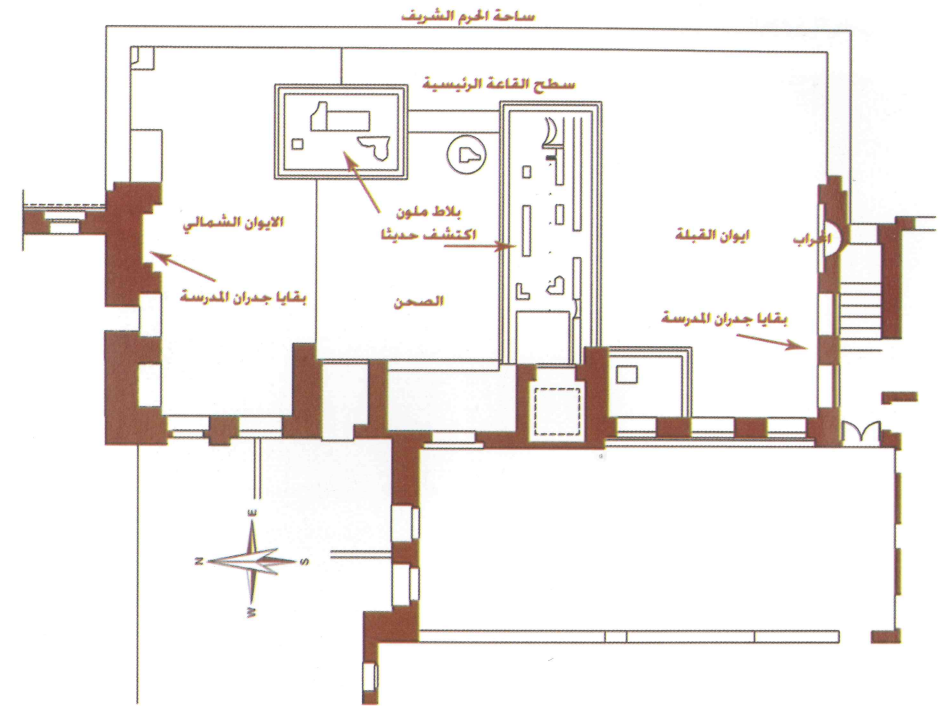 ساحة الحرم الشريف
سطح القاعة الرئيسية
بلاط ملون
اكتشف حديثا
الايوان الشمالي
ايوان القبلة
المحراب
بقايا جدران المدرسة
الصحن
بقايا جدران المدرسة
E
N
S
W